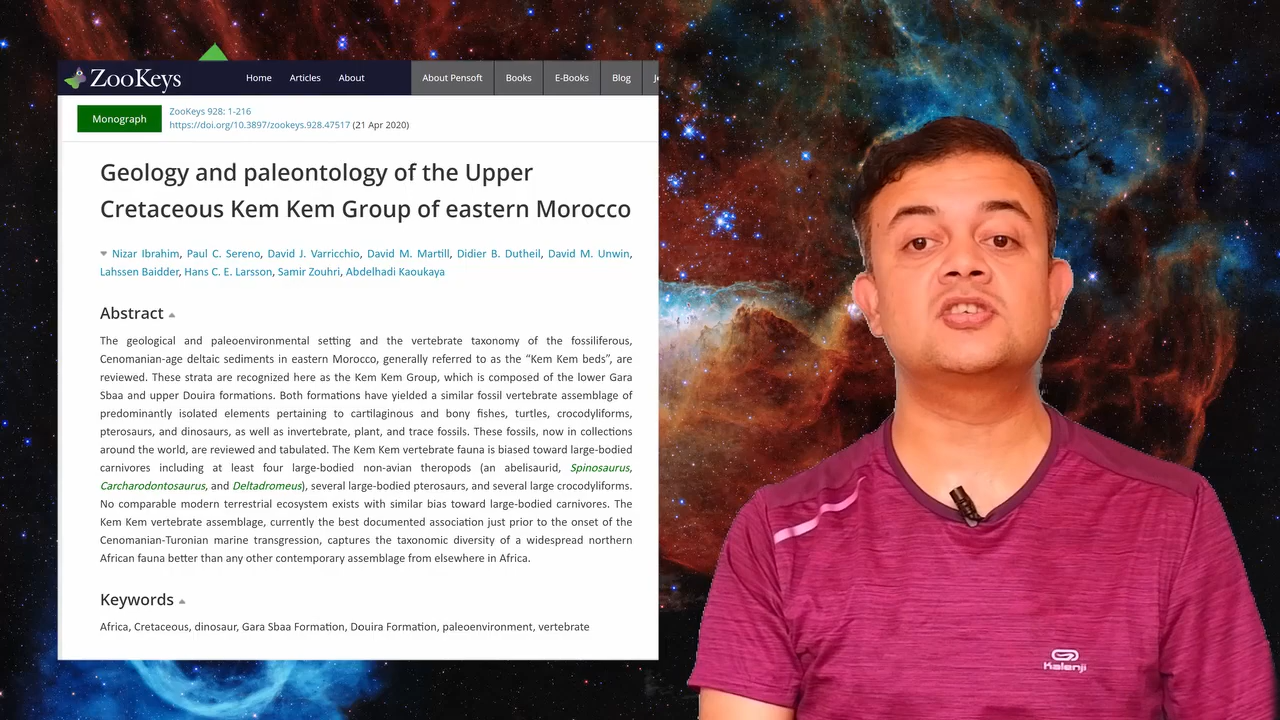 ZooKeys
Home Articles About About Pensoft Books E-Books Blog
Monograph
ZooKeys 928: 1-216
https://doi.org/10.3897/zookeys.928.47517 (21 Apr 2020)
Geology and paleontology of the Upper
Cretaceous Kem Kem Group of eastern Morocco
Nizar Ibrahim, Paul C. Sereno, David J. Varricchio, David M. Martill, Didier B. Dutheil, David M. Unwin,
Lahssen Baidder, Hans C. E. Larsson, Samir Zouhri, Abdelhadi Kaoukaya
Abstract
The geological and paleoenvironmental setting and the vertebrate taxonomy of the fossiliferous,
Cenomanian-age deltaic sediments in eastern Morocco, generally referred to as the “Kem Kem beds”, are
reviewed. These strata are recognized here as the Kem Kem Group, which is composed of the lower Gara
Sbaa and upper Douira formations. Both formations have yielded a similar fossil vertebrate assemblage of
predominantly isolated elements pertaining to cartilaginous and bony fishes, turtles, crocodyliforms,
pterosaurs, and dinosaurs, as well as invertebrate, plant, and trace fossils. These fossils, now in collections
around the world, are reviewed and tabulated. The Kem Kem vertebrate fauna is biased toward large-bodied
carnivores including at least four large-bodied non-avian theropods (an abelisaurid, Spinosaurus,
Carcharodontosaurus, and Deltadromeus), several large-bodied pterosaurs, and several large crocodyliforms.
No comparable modern terrestrial ecosystem exists with similar bias toward large-bodied carnivores. The
Kem Kem vertebrate assemblage, currently the best documented association just prior to the onset of the
Cenomanian-Turonian marine transgression, captures the taxonomic diversity of a widespread northern
African fauna better than any other contemporary assemblage from elsewhere in Africa.
Keywords
Africa, Cretaceous, dinosaur, Gara Sbaa Formation, Douira Formation, paleoenvironment, vertebrate
Kalenji